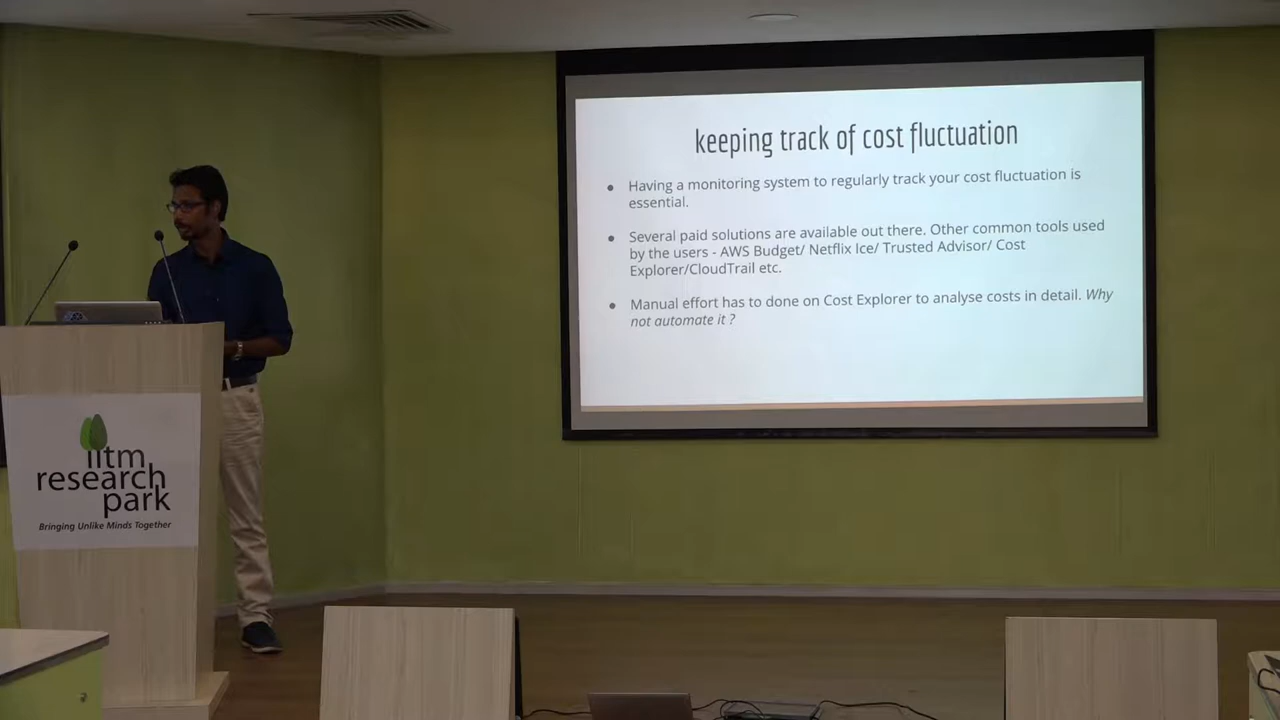 keeping track of cost fluctuation
● Having a monitoring system to regularly track your cost fluctuation is
essential.
● Several paid solutions are available out there. Other common tools used
by the users - AWS Budget/ Netflix Ice/ Trusted Advisor/ Cost
Explorer/CloudTrail etc.
● Manual effort has to done on Cost Explorer to analyse costs in detail. Why
not automate it ?
iitm
research
park
Bringing Unlike Minds Together